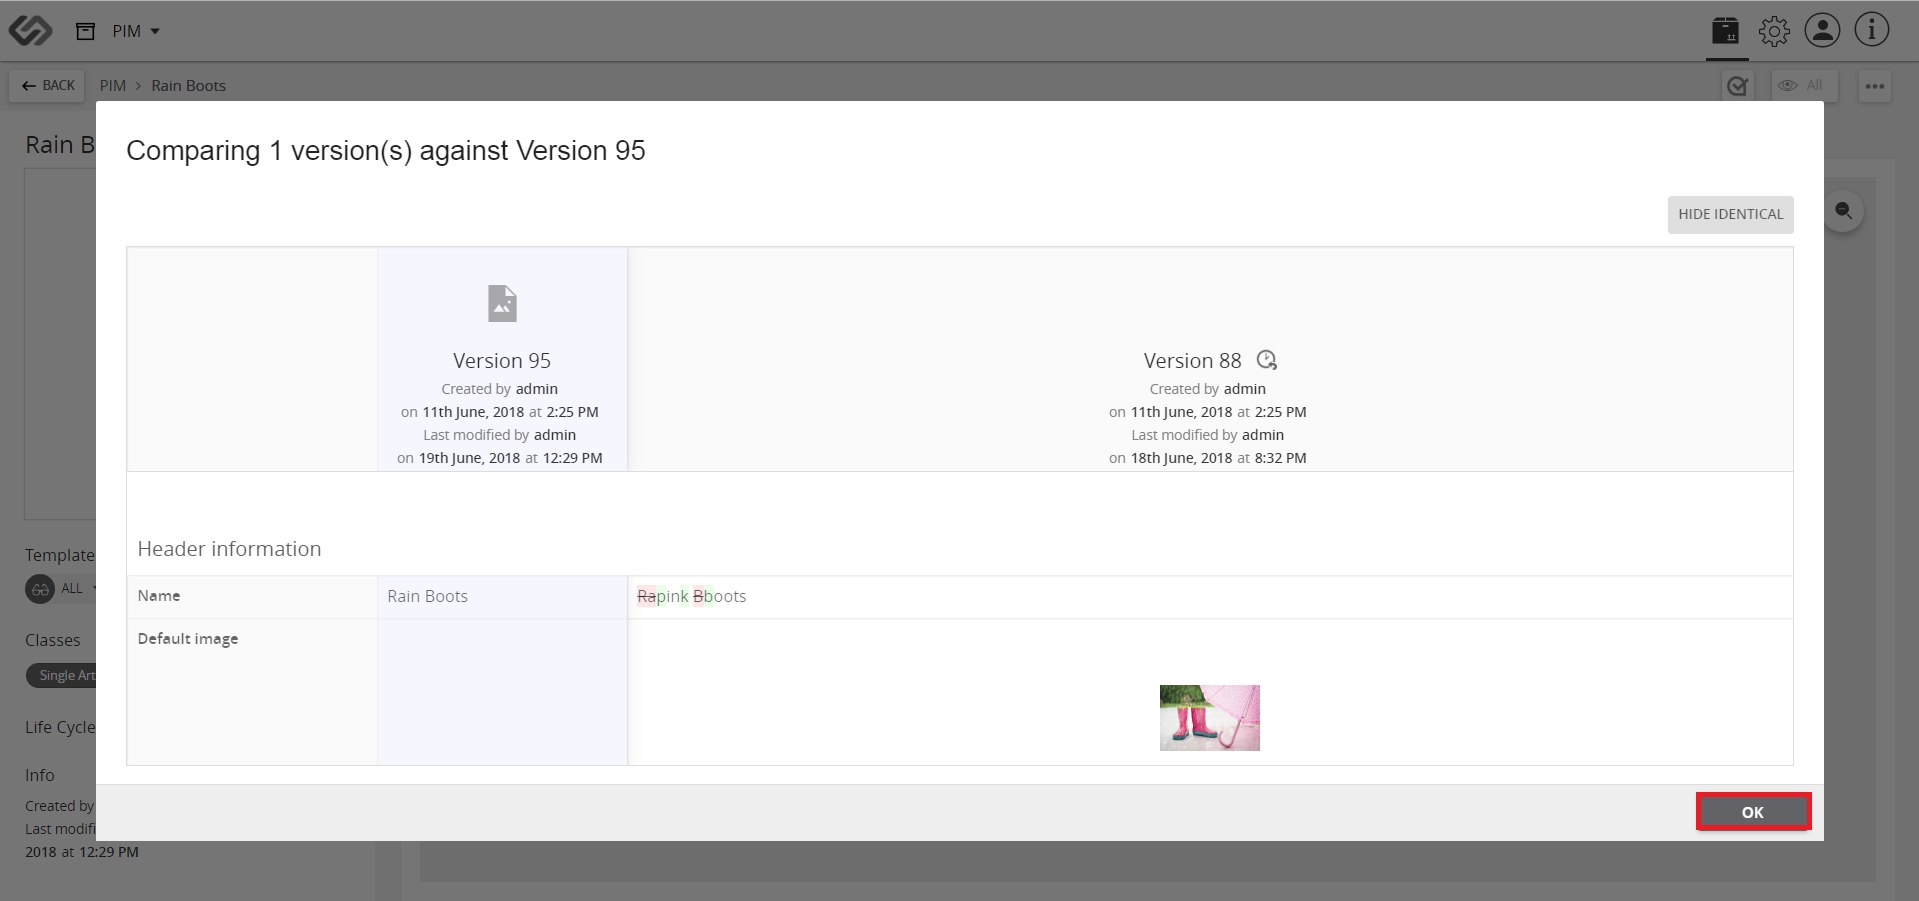 PIM
BACK
PIM > Rain Boots
All
Rain B
Comparing 1 version(s) against Version 95
HIDE IDENTICAL
Version 95
Created by admin
on 11th June, 2018 at 2:25 PM
Last modified by admin
on 19th June, 2018 at 12:29 PM
Version 88
Created by admin
on 11th June, 2018 at 2:25 PM
Last modified by admin
on 18th June, 2018 at 8:32 PM
Header information
Name
Rain Boots
Rapink Bboots
Default image
Template
ALL
Classes
Single Art
Life Cycle
Info
Created by
Last modifi
2018 at 12:29 PM
OK